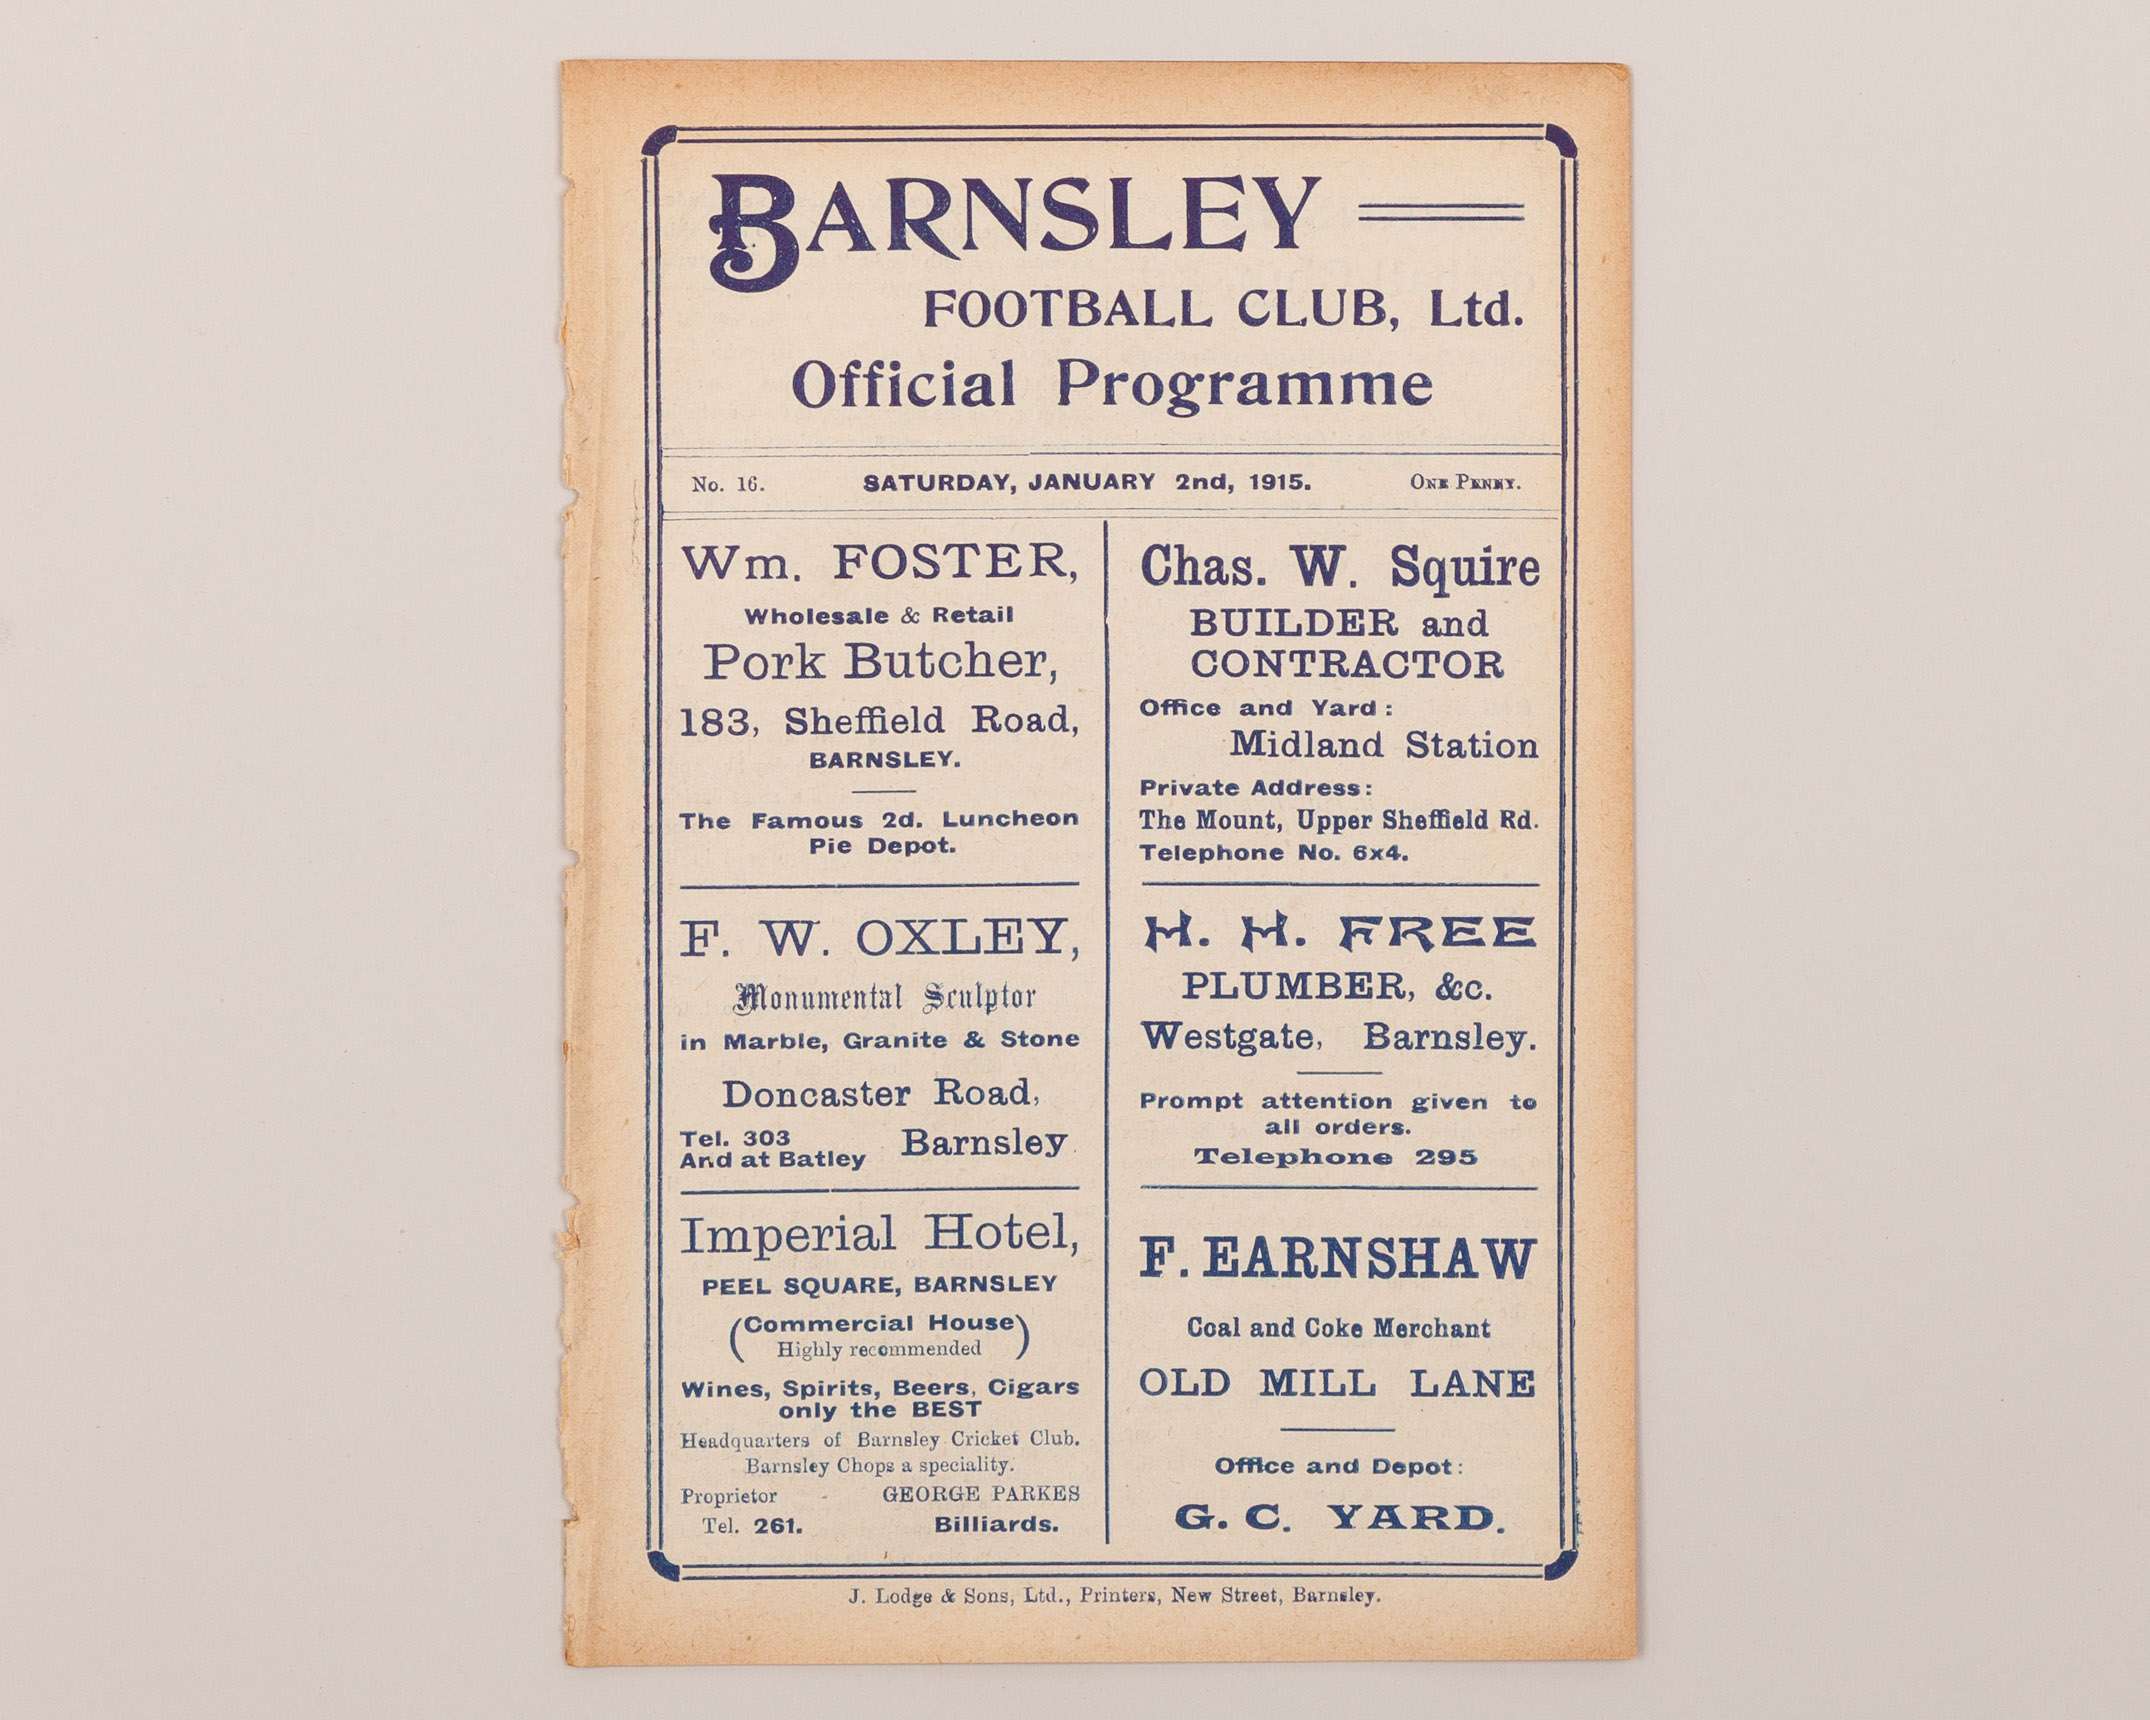 BARNSLEY
FOOTBALL CLUB, Ltd.
Official Programme
No. 16. SATURDAY, JANUARY 2nd, 1915. ONE PENNY.
Wm. FOSTER,
Wholesale & Retail
Pork Butcher,
183, Sheffield Road,
BARNSLEY.
The Famous 2d. Luncheon
Pie Depot.
F. W. OXLEY,
Monumental Sculptor
in Marble, Granite & Stone
Doncaster Road,
Tel. 303
And at Batley
Barnsley.
Imperial Hotel,
PEEL SQUARE, BARNSLEY
(Commercial House)
Highly recommended
Wines, Spirits, Beers, Cigars
only the BEST
Headquarters of Barnsley Cricket Club.
Barnsley Chops a speciality.
Proprietor - GEORGE PARKES
Tel. 261. Billiards.
Chas. W. Squire
BUILDER and
CONTRACTOR
Office and Yard:
Midland Station
Private Address:
The Mount, Upper Sheffield Rd.
Telephone No. 6x4.
H. H. FREE
PLUMBER, &c.
Westgate, Barnsley.
Prompt attention given to
all orders.
Telephone 295
F. EARNSHAW
Coal and Coke Merchant
OLD MILL LANE
Office and Depot:
G. C. YARD.
J. Lodge & Sons, Ltd., Printers, New Street, Barnsley.